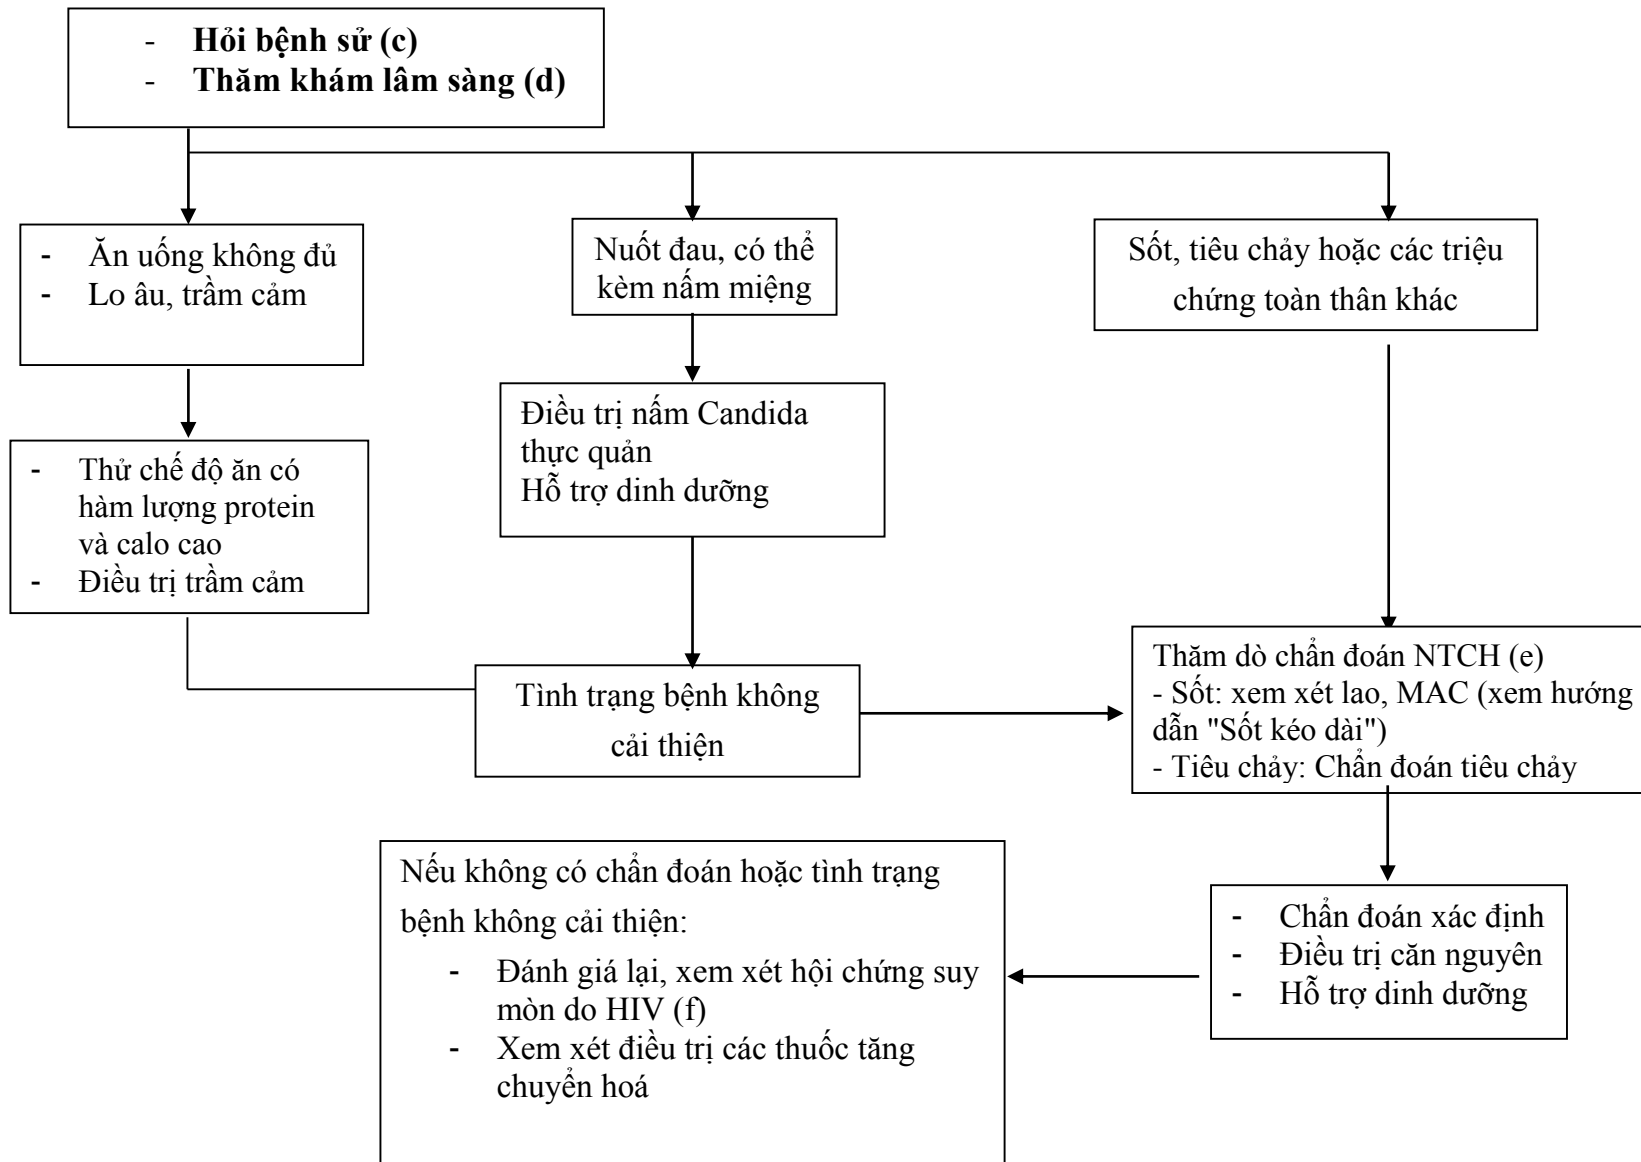 - Hỏi bệnh sử (c)
- Thăm khám lâm sàng (d)
- Ăn uống không đủ
- Lo âu, trầm cảm
Nuốt đau, có thể
kèm nấm miệng
Sốt, tiêu chảy hoặc các triệu
chứng toàn thân khác
- Thử chế độ ăn có
hàm lượng protein
và calo cao
- Điều trị trầm cảm
Điều trị nấm Candida
thực quản
Hỗ trợ dinh dưỡng
Tình trạng bệnh không
cải thiện
Thăm dò chẩn đoán NTCH (e)
- Sốt: xem xét lao, MAC (xem hướng
dẫn "Sốt kéo dài")
- Tiêu chảy: Chẩn đoán tiêu chảy
- Chẩn đoán xác định
- Điều trị căn nguyên
- Hỗ trợ dinh dưỡng
Nếu không có chẩn đoán hoặc tình trạng
bệnh không cải thiện:
- Đánh giá lại, xem xét hội chứng suy
mòn do HIV (f)
- Xem xét điều trị các thuốc tăng
chuyển hoá